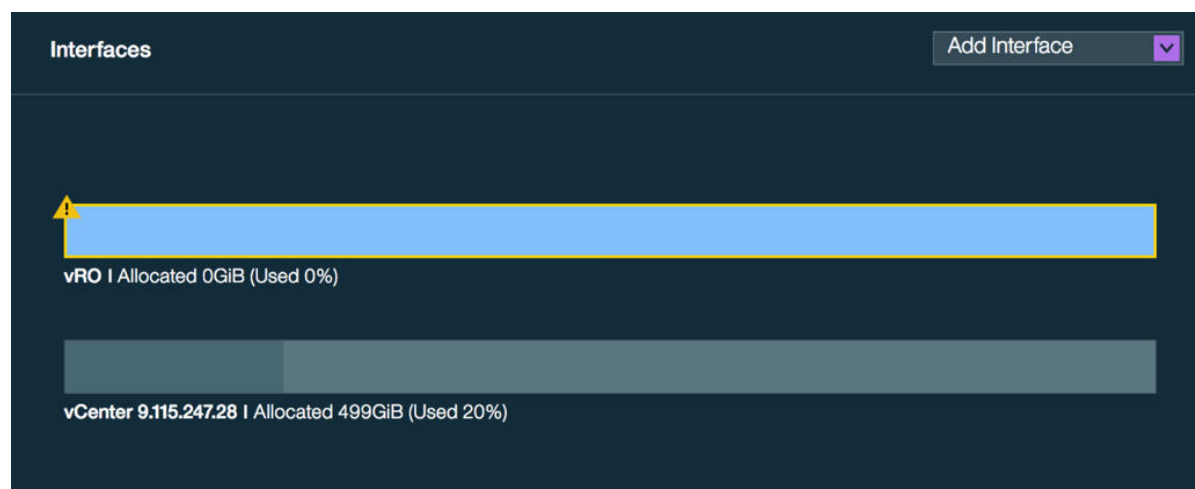 Interfaces
Add Interface
vRO | Allocated 0GiB (Used 0%)
vCenter 9.115.247.28 | Allocated 499GiB (Used 20%)